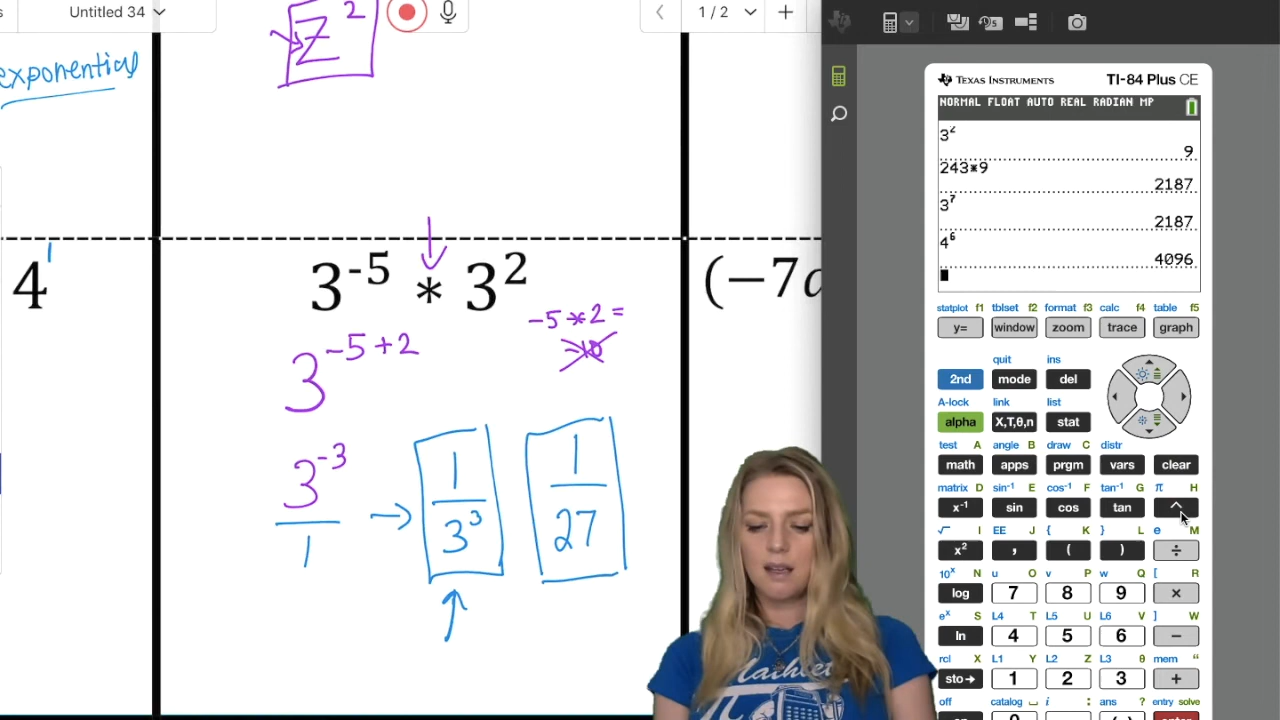 Untitled 34
1 / 2
exponential
z²
4¹
3⁻⁵ * 3²
(−7
-5 * 2 =
3⁻⁵⁺²
3⁻³
1
→
1
3³
1
27
TEXAS INSTRUMENTS TI-84 Plus CE
NORMAL FLOAT AUTO REAL RADIAN MP
3²
9
243*9
2187
3⁷
2187
4⁶
4096
statplot f1 tblset f2 format f3 calc f4 table f5
y= window zoom trace graph
quit ins
2nd mode del
A-lock link list
alpha X,T,θ,n stat
test A angle B draw C distr
math apps prgm vars clear
matrix D sin⁻¹ E cos⁻¹ F tan⁻¹ G π H
x⁻¹ sin cos tan ^
√ I EE J { K } L e M
x² , ( ) ÷
10ˣ N u O v P w Q [ R
log 7 8 9 ×
eˣ S L4 T L5 U L6 V ] W
ln 4 5 6 −
rcl X L1 Y L2 Z L3 θ mem "
sto→ 1 2 3 +
off catalog i : ans ? entry solve
Mathlete